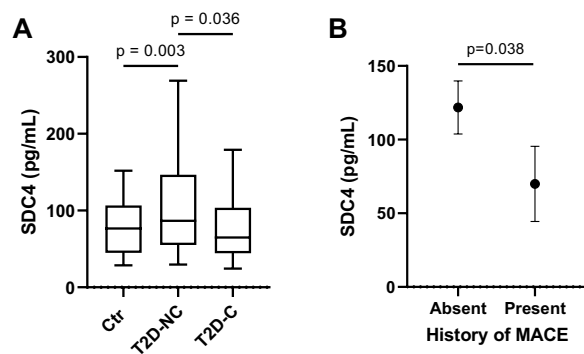 A
p = 0.036
p = 0.003
300
200
100
0
SDC4 (pg/mL)
Ctr
T2D-NC
T2D-C
B
p=0.038
150
100
50
0
SDC4 (pg/mL)
Absent
Present
History of MACE